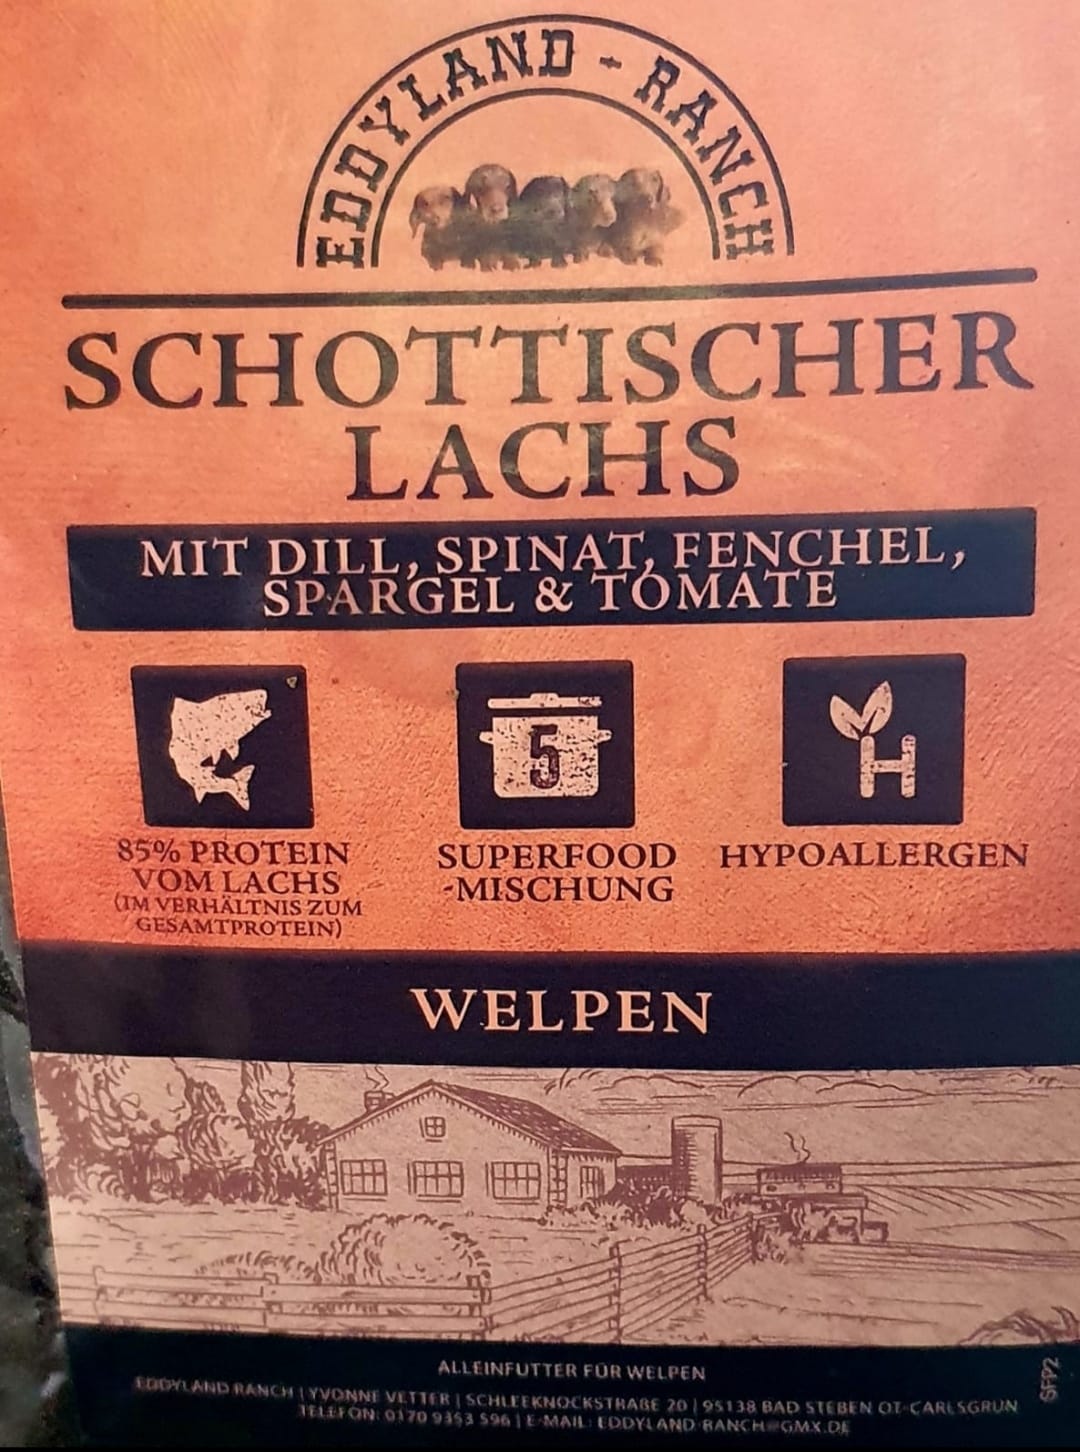 EDDYLAND - RANCH
SCHOTTISCHER
LACHS
MIT DILL, SPINAT, FENCHEL,
SPARGEL & TOMATE
5
H
85% PROTEIN
VOM LACHS
(IM VERHÄLTNIS ZUM
GESAMTPROTEIN)
SUPERFOOD
-MISCHUNG
HYPOALLERGEN
WELPEN
ALLEINFUTTER FÜR WELPEN
EDDYLAND RANCH | YVONNE VETTER | SCHLEEKNOCKSTRAßE 20 | 95138 BAD STEBEN OT-CARLSGRÜN
TELEFON: 0170 9353 596 | E-MAIL: EDDYLAND-RANCH@GMX.DE
SFP2